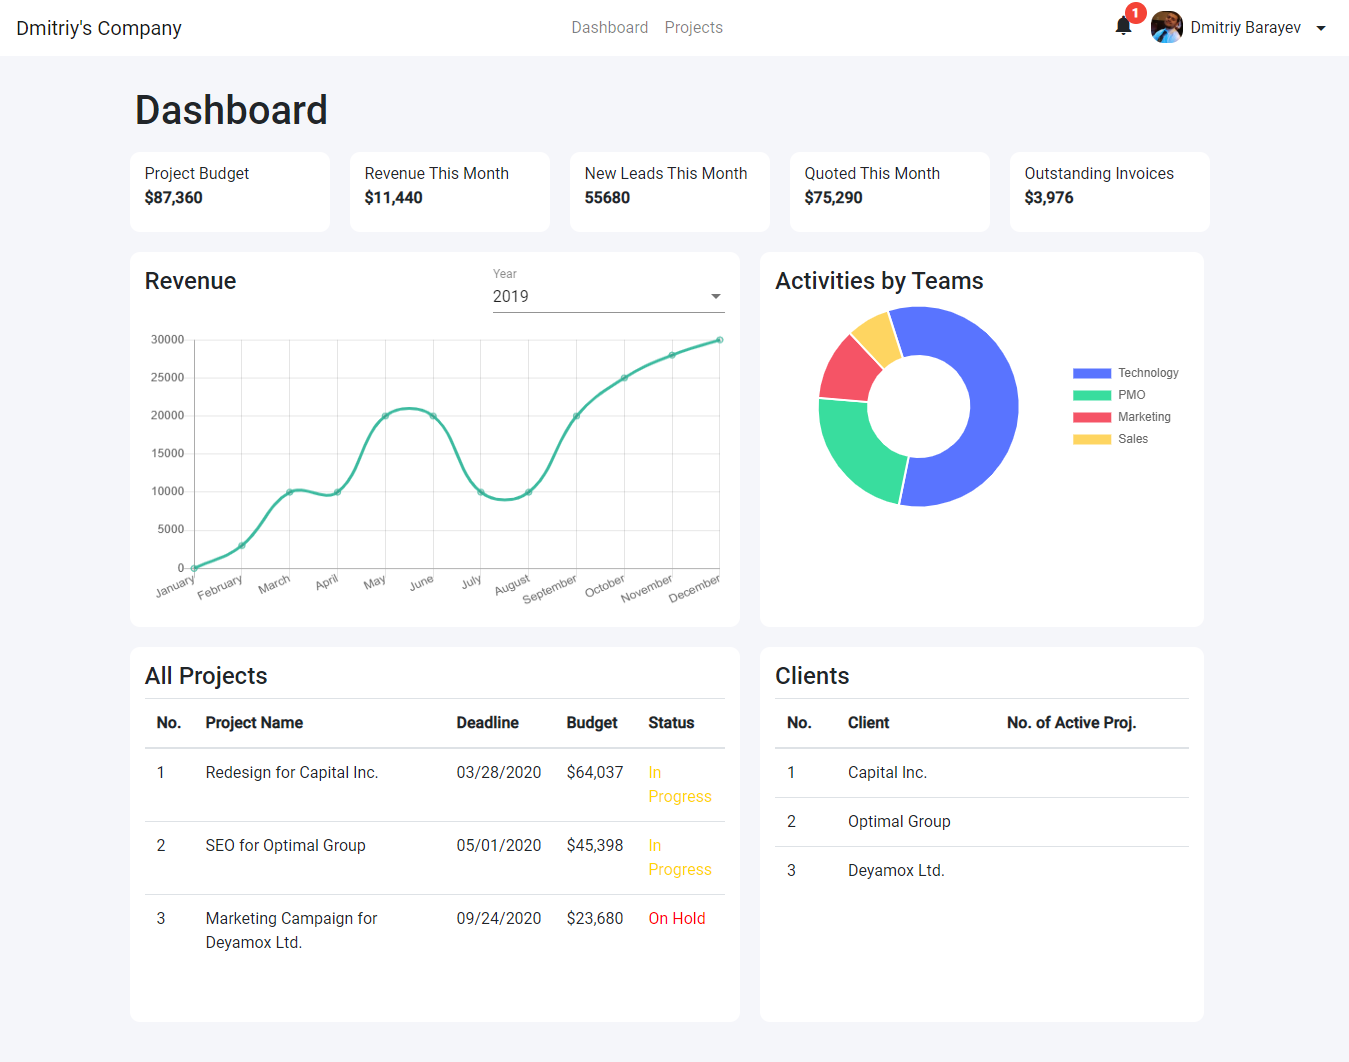 Dmitriy's Company
Dashboard Projects
1
Dmitriy Barayev
Dashboard
Project Budget
$87,360
Revenue This Month
$11,440
New Leads This Month
55680
Quoted This Month
$75,290
Outstanding Invoices
$3,976
Revenue
Year
2019
30000
25000
20000
15000
10000
5000
0
January February March April May June July August September October November December
Activities by Teams
Technology
PMO
Marketing
Sales
All Projects
No. Project Name Deadline Budget Status
1 Redesign for Capital Inc. 03/28/2020 $64,037 In
Progress
2 SEO for Optimal Group 05/01/2020 $45,398 In
Progress
3 Marketing Campaign for 09/24/2020 $23,680 On Hold
Deyamox Ltd.
Clients
No. Client No. of Active Proj.
1 Capital Inc.
2 Optimal Group
3 Deyamox Ltd.